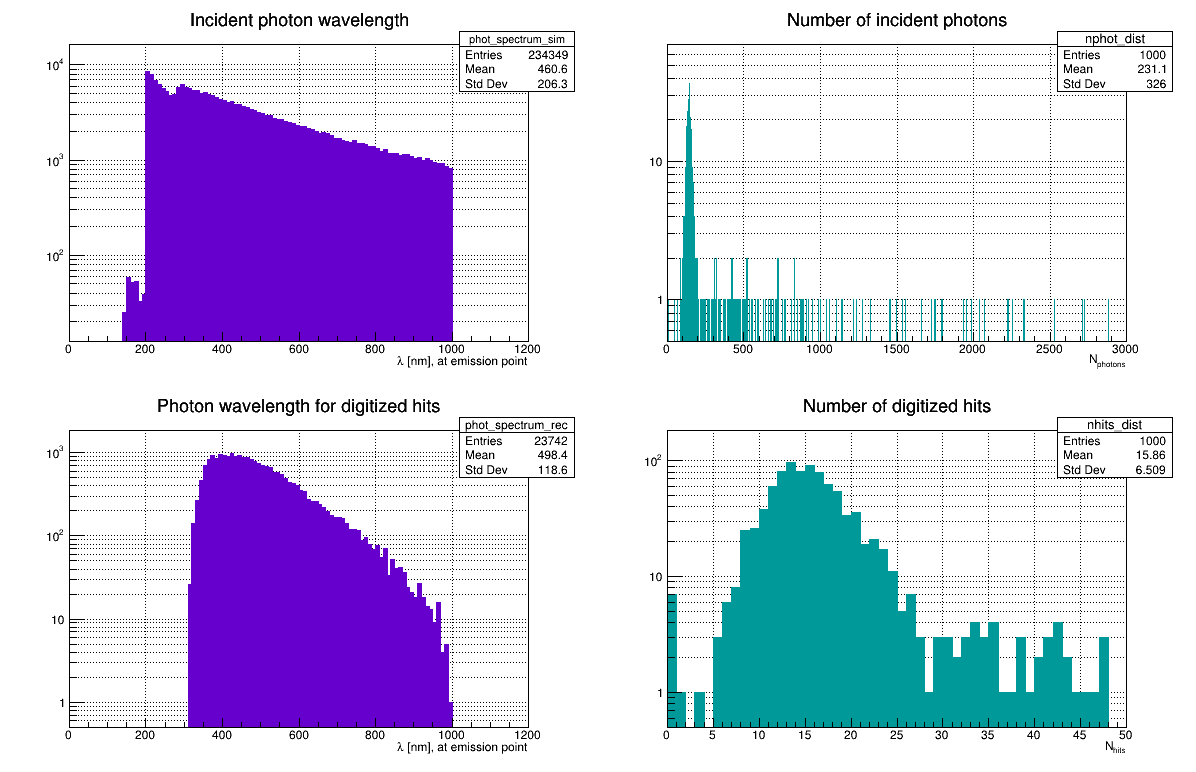 Incident photon wavelength
phot_spectrum_sim
Entries 234349
Mean 460.6
Std Dev 206.3
10^4
10^3
10^2
0 200 400 600 800 1000 1200
λ [nm], at emission point
Number of incident photons
nphot_dist
Entries 1000
Mean 231.1
Std Dev 326
10
1
0 500 1000 1500 2000 2500 3000
N_photons
Photon wavelength for digitized hits
phot_spectrum_rec
Entries 23742
Mean 498.4
Std Dev 118.6
10^3
10^2
10
1
0 200 400 600 800 1000 1200
λ [nm], at emission point
Number of digitized hits
nhits_dist
Entries 1000
Mean 15.86
Std Dev 6.509
10^2
10
1
0 5 10 15 20 25 30 35 40 45 50
N_hits